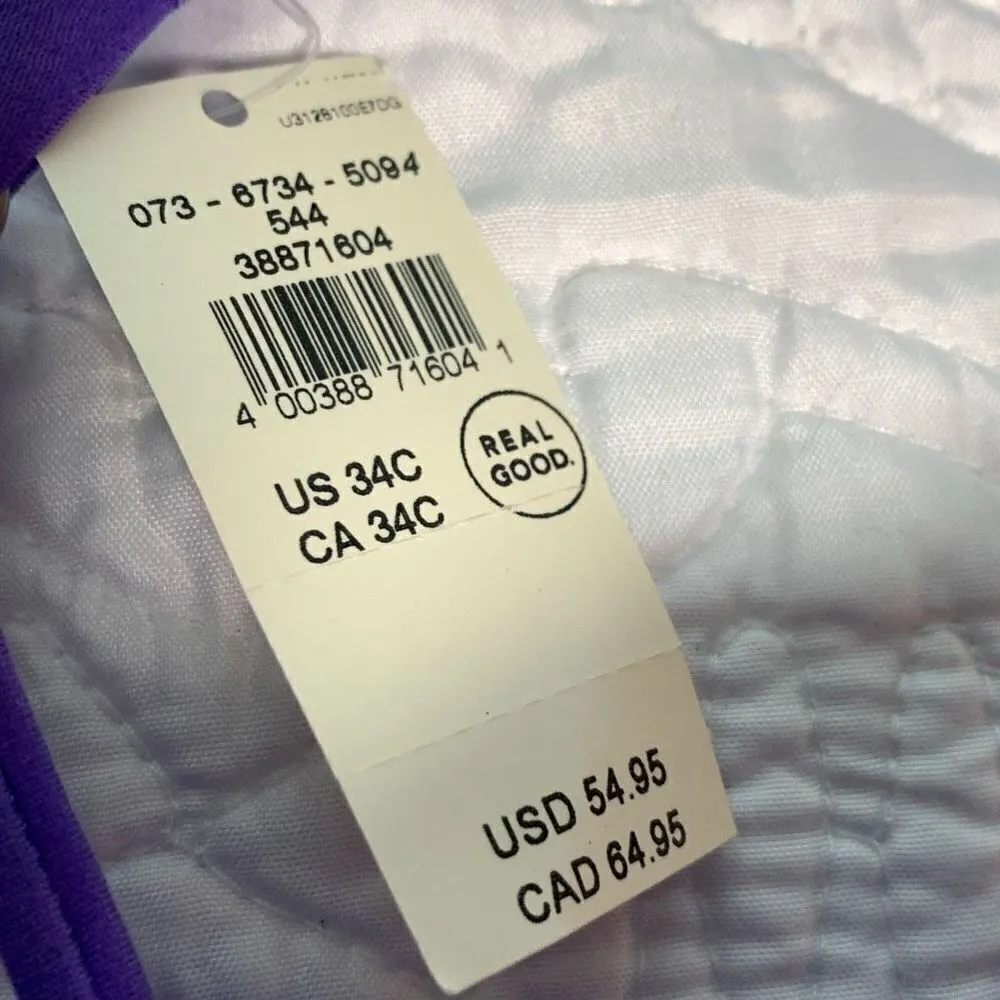 073 - 6734 - 5094
544
38871604
4 00388 71604 1
US 34C
CA 34C
REAL
GOOD.
USD 54.95
CAD 64.95